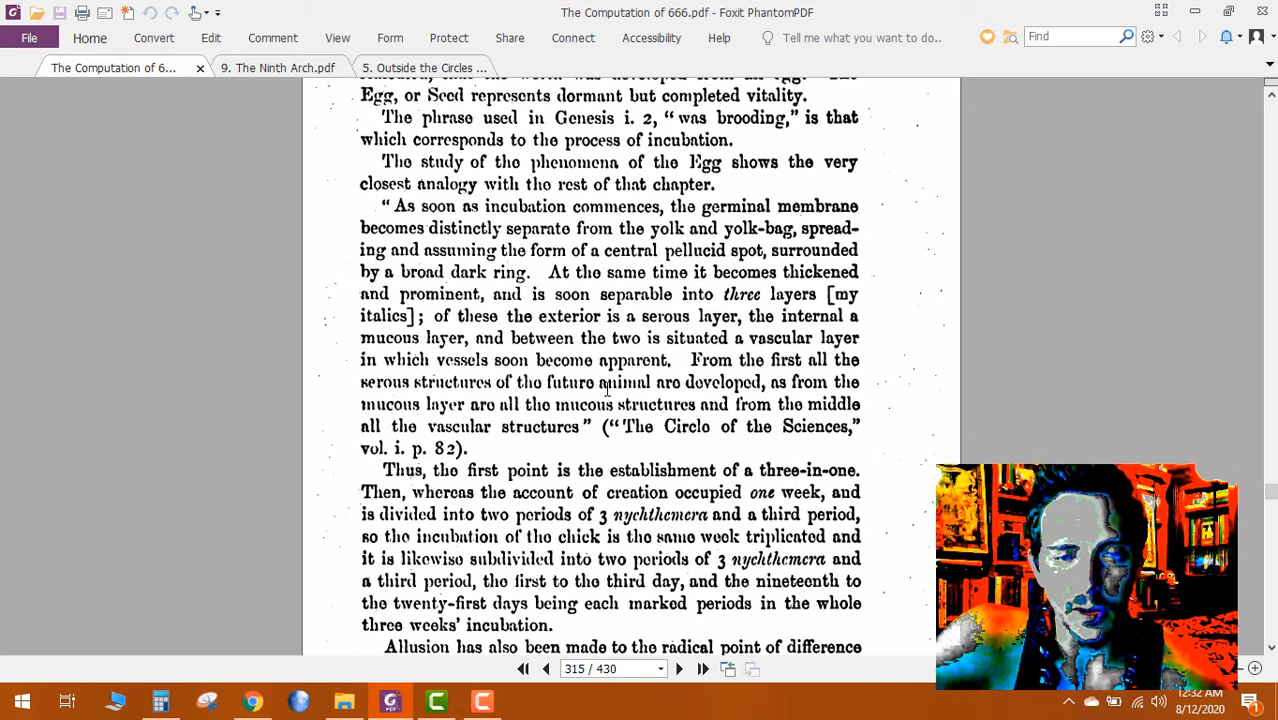 The Computation of 666.pdf - Foxit PhantomPDF
File Home Convert Edit Comment View Form Protect Share Connect Accessibility Help Tell me what you want to do.. Find
The Computation of 6... 9. The Ninth Arch.pdf 5. Outside the Circles ...
Egg, or Seed represents dormant but completed vitality.
The phrase used in Genesis i. 2, “was brooding,” is that
which corresponds to the process of incubation.
The study of the phenomena of the Egg shows the very
closest analogy with the rest of that chapter.
“As soon as incubation commences, the germinal membrane
becomes distinctly separate from the yolk and yolk-bag, spread-
ing and assuming the form of a central pellucid spot, surrounded
by a broad dark ring. At the same time it becomes thickened
and prominent, and is soon separable into three layers [my
italics]; of these the exterior is a serous layer, the internal a
mucous layer, and between the two is situated a vascular layer
in which vessels soon become apparent. From the first all the
serous structures of the future animal are developed, as from the
mucous layer are all the mucous structures and from the middle
all the vascular structures” (“The Circle of the Sciences,”
vol. i. p. 82).
Thus, the first point is the establishment of a three-in-one.
Then, whereas the account of creation occupied one week, and
is divided into two periods of 3 nychthemera and a third period,
so the incubation of the chick is the same week triplicated and
it is likewise subdivided into two periods of 3 nychthemera and
a third period, the first to the third day, and the nineteenth to
the twenty-first days being each marked periods in the whole
three weeks’ incubation.
Allusion has also been made to the radical point of difference
315 / 430
12:32 AM
8/12/2020